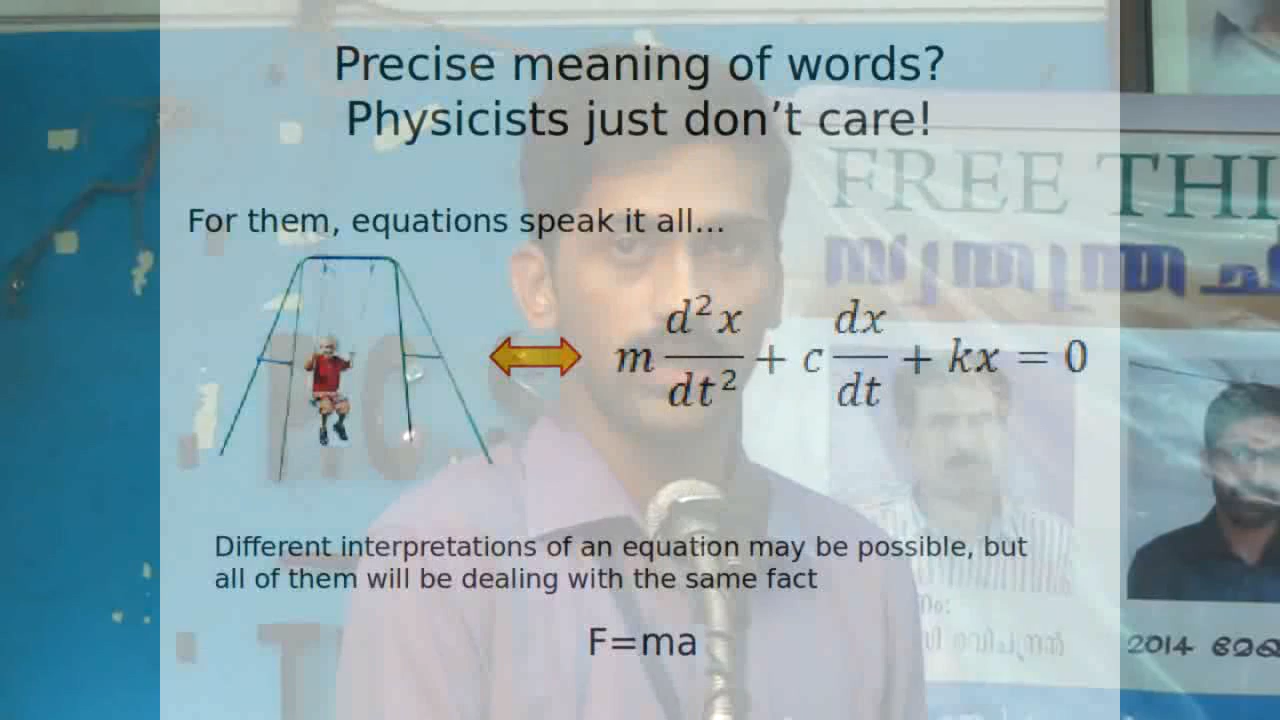 Precise meaning of words?
Physicists just don’t care!
FREE THI
സ്വതന്ത്ര ചി
For them, equations speak it all...
m d²x/dt² + c dx/dt + kx = 0
Different interpretations of an equation may be possible, but
all of them will be dealing with the same fact
F=ma
2014 മേയ